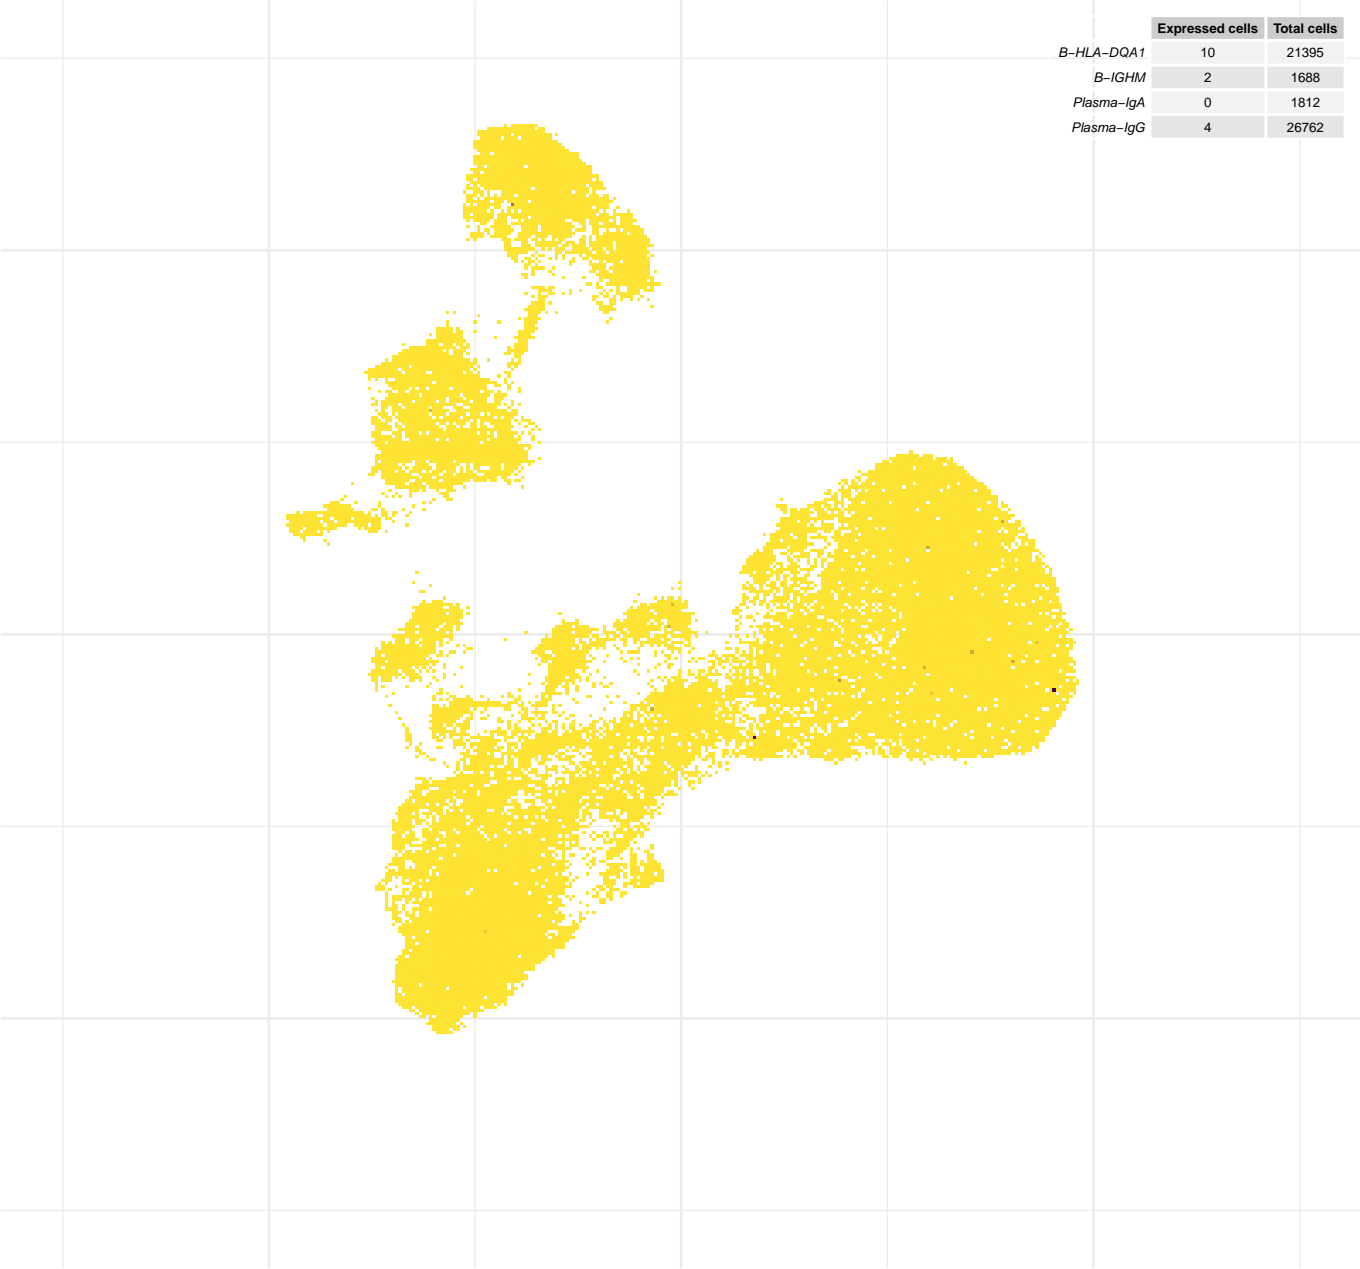 Expressed cells Total cells
B−HLA−DQA1 10 21395
B−IGHM 2 1688
Plasma−IgA 0 1812
Plasma−IgG 4 26762